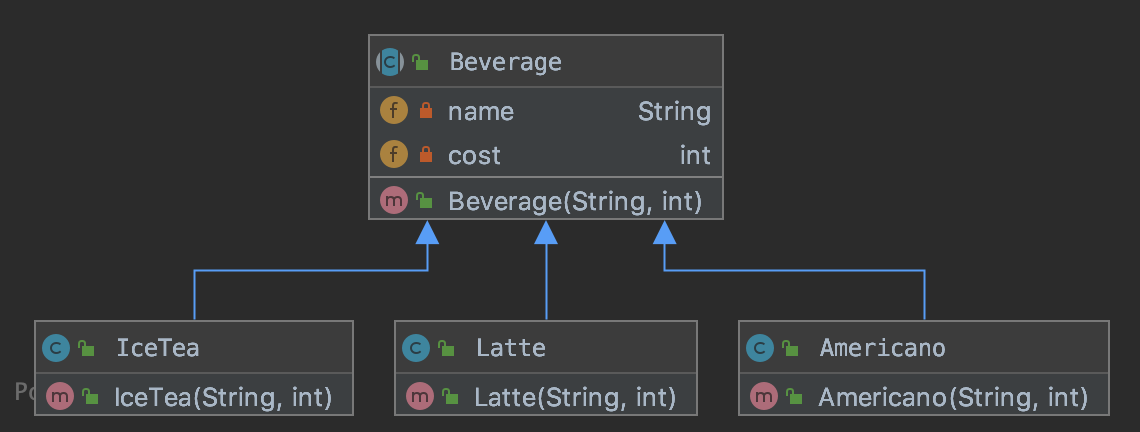 Beverage
name String
cost int
Beverage(String, int)
IceTea
IceTea(String, int)
Latte
Latte(String, int)
Americano
Americano(String, int)